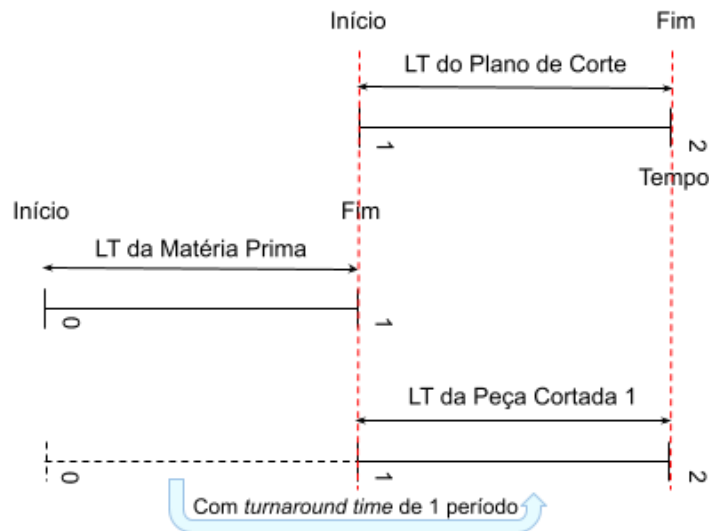 Início Fim
LT do Plano de Corte
1 2
Tempo
Início Fim
LT da Matéria Prima
0 1
LT da Peça Cortada 1
0 1 2
Com turnaround time de 1 período